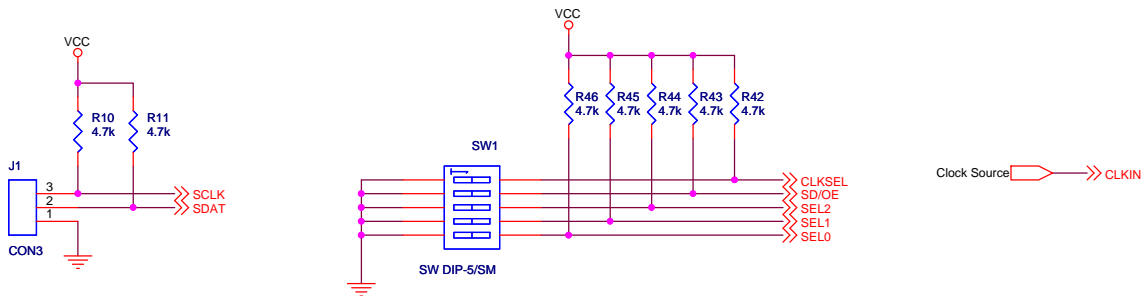 VCC
R10
4.7k
R11
4.7k
J1
3
2
1
CON3
SCLK
SDAT
VCC
R46
4.7k
R45
4.7k
R44
4.7k
R43
4.7k
R42
4.7k
SW1
CLKSEL
SD/OE
SEL2
SEL1
SEL0
SW DIP-5/SM
Clock Source
CLKIN